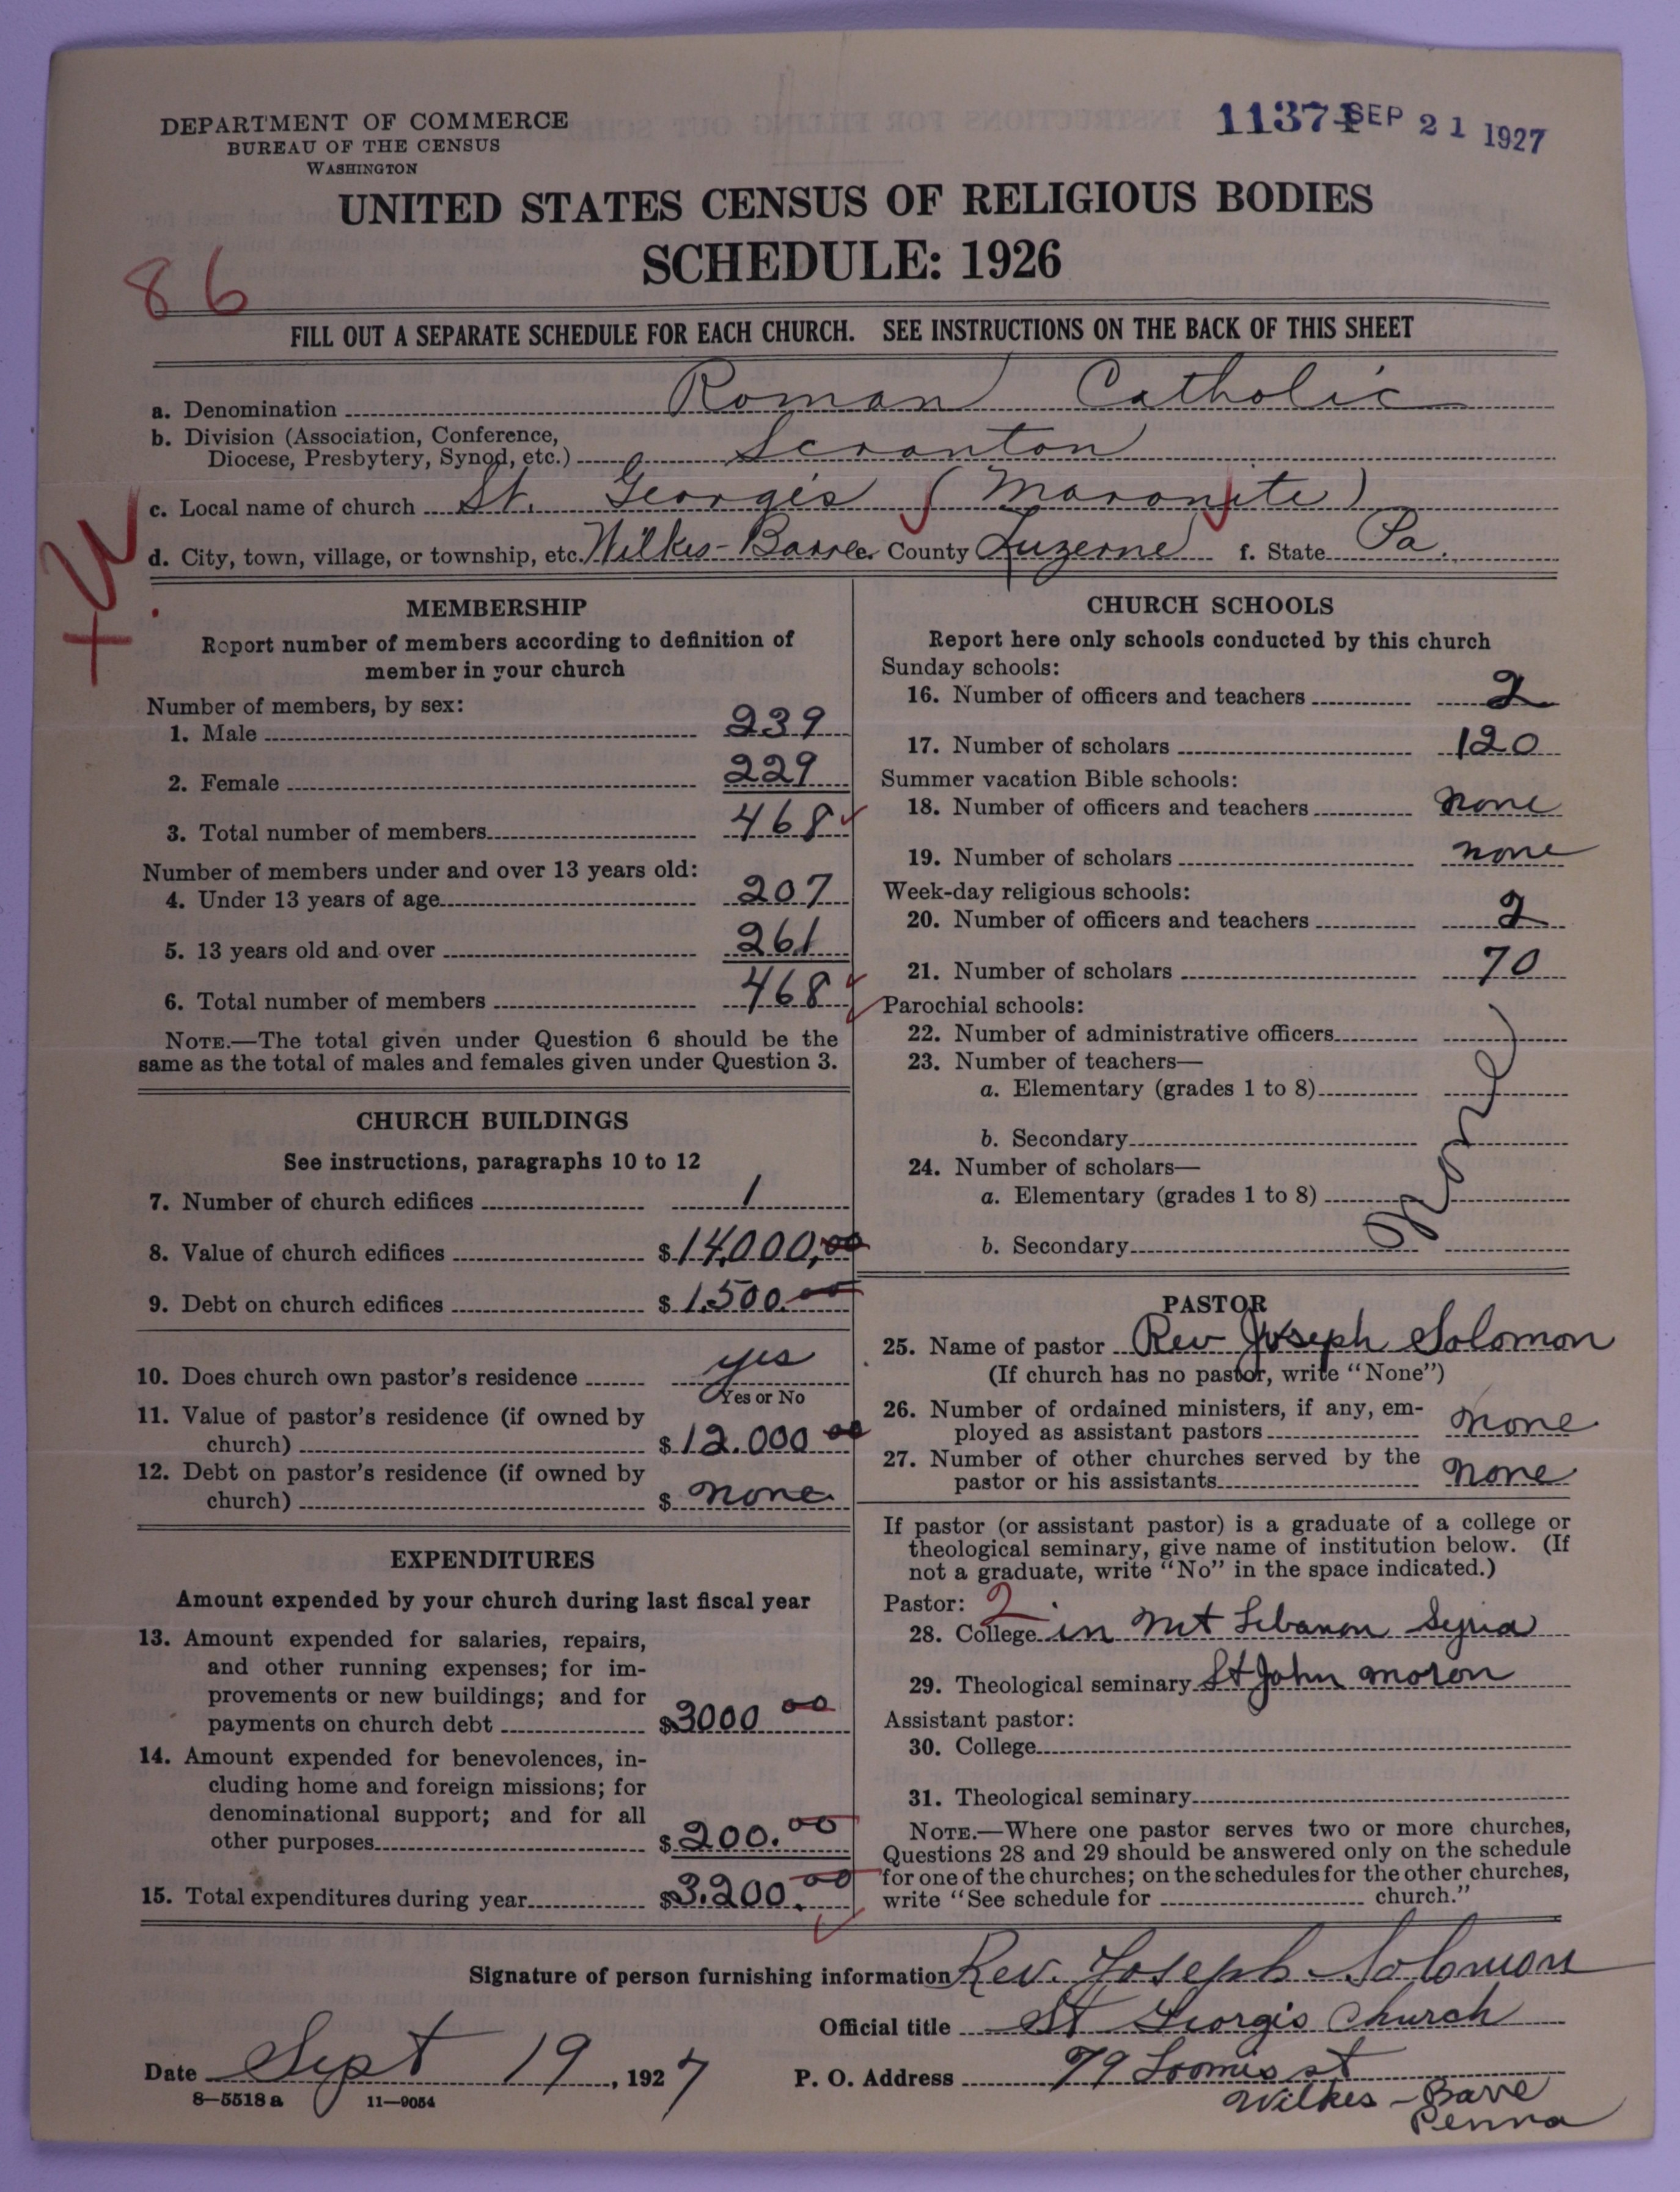 DEPARTMENT OF COMMERCE
BUREAU OF THE CENSUS
WASHINGTON
11371 SEP 21 1927
UNITED STATES CENSUS OF RELIGIOUS BODIES
SCHEDULE: 1926
86
FILL OUT A SEPARATE SCHEDULE FOR EACH CHURCH. SEE INSTRUCTIONS ON THE BACK OF THIS SHEET
a. Denomination Roman Catholic
b. Division (Association, Conference,
Diocese, Presbytery, Synod, etc.) Scranton
c. Local name of church St. Georges (Maronite)
d. City, town, village, or township, etc. Wilkes-Barre County Luzerne f. State Pa.
MEMBERSHIP
Report number of members according to definition of
member in your church
Number of members, by sex:
1. Male 239
2. Female 229
3. Total number of members 468
Number of members under and over 13 years old:
4. Under 13 years of age 207
5. 13 years old and over 261
6. Total number of members 468
NOTE.—The total given under Question 6 should be the
same as the total of males and females given under Question 3.
CHURCH BUILDINGS
See instructions, paragraphs 10 to 12
7. Number of church edifices 1
8. Value of church edifices $14,000,00
9. Debt on church edifices $1,500.00
10. Does church own pastor's residence yes
Yes or No
11. Value of pastor's residence (if owned by
church) $12.000 00
12. Debt on pastor's residence (if owned by
church) $ none
EXPENDITURES
Amount expended by your church during last fiscal year
13. Amount expended for salaries, repairs,
and other running expenses; for im-
provements or new buildings; and for
payments on church debt $3000 00
14. Amount expended for benevolences, in-
cluding home and foreign missions; for
denominational support; and for all
other purposes $200.00
15. Total expenditures during year $3.200.00
CHURCH SCHOOLS
Report here only schools conducted by this church
Sunday schools:
16. Number of officers and teachers 2
17. Number of scholars 120
Summer vacation Bible schools:
18. Number of officers and teachers none
19. Number of scholars none
Week-day religious schools:
20. Number of officers and teachers 2
21. Number of scholars 70
Parochial schools:
22. Number of administrative officers
23. Number of teachers—
a. Elementary (grades 1 to 8)
b. Secondary
24. Number of scholars—
a. Elementary (grades 1 to 8)
b. Secondary
none
PASTOR
25. Name of pastor Rev Joseph Solomon
(If church has no pastor, write "None")
26. Number of ordained ministers, if any, em-
ployed as assistant pastors none
27. Number of other churches served by the
pastor or his assistants none
If pastor (or assistant pastor) is a graduate of a college or
theological seminary, give name of institution below. (If
not a graduate, write "No" in the space indicated.)
Pastor: 2
28. College in Mt Lebanon Syria
29. Theological seminary St John Moron
Assistant pastor:
30. College
31. Theological seminary
NOTE.—Where one pastor serves two or more churches,
Questions 28 and 29 should be answered only on the schedule
for one of the churches; on the schedules for the other churches,
write "See schedule for church."
Signature of person furnishing information Rev. Joseph Solomon
Official title St Georgis Church
Date Sept 19, 1927 P. O. Address 79 Loomis st
Wilkes-Barre
Penna
8—5518 a 11—9054